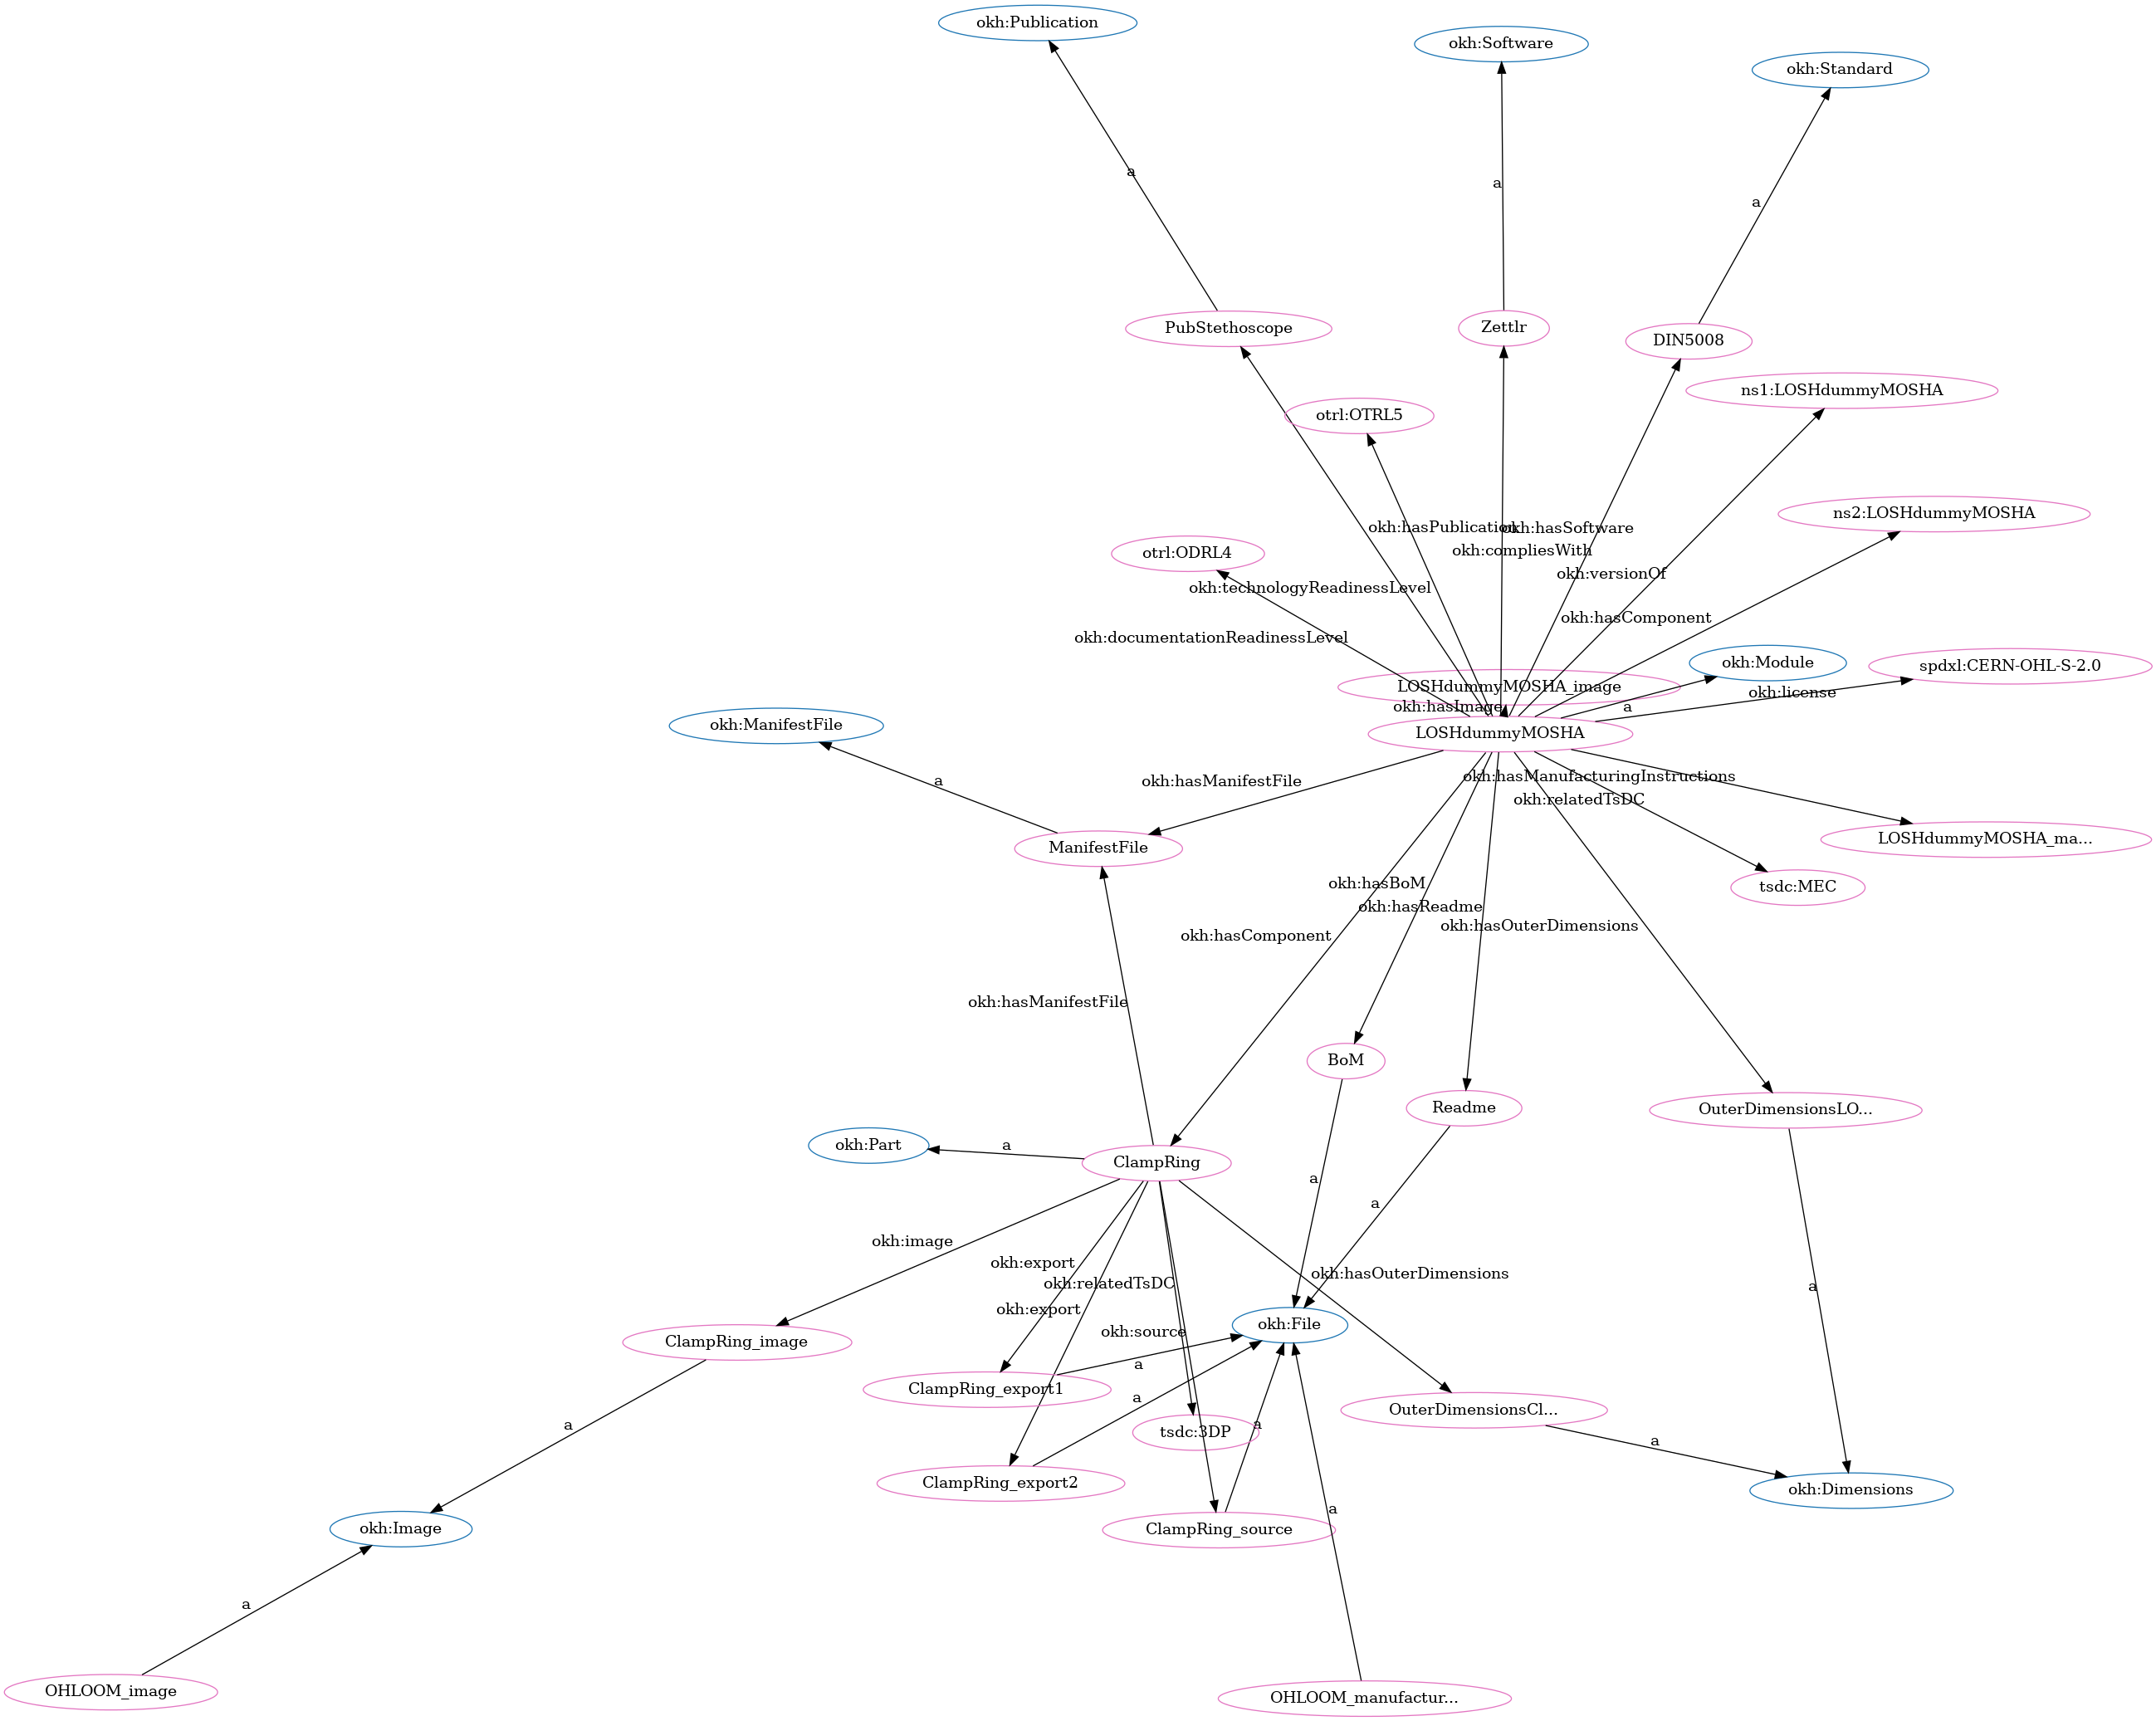 okh:Publication
okh:Software
okh:Standard
a
a
a
PubStethoscope
Zettlr
DIN5008
ns1:LOSHdummyMOSHA
otrl:OTRL5
ns2:LOSHdummyMOSHA
okh:hasPublication
okh:hasSoftware
otrl:ODRL4
okh:compliesWith
okh:versionOf
okh:technologyReadinessLevel
okh:hasComponent
okh:documentationReadinessLevel
okh:Module
spdxl:CERN-OHL-S-2.0
LOSHdummyMOSHA_image
okh:license
okh:hasImage
a
okh:ManifestFile
LOSHdummyMOSHA
a
okh:hasManifestFile
okh:hasManufacturingInstructions
okh:relatedTsDC
ManifestFile
LOSHdummyMOSHA_ma...
okh:hasBoM
tsdc:MEC
okh:hasReadme
okh:hasOuterDimensions
okh:hasComponent
okh:hasManifestFile
BoM
Readme
OuterDimensionsLO...
okh:Part
a
ClampRing
a
a
okh:image
okh:export
okh:relatedTsDC
okh:hasOuterDimensions
a
okh:export
okh:source
okh:File
ClampRing_image
a
ClampRing_export1
a
OuterDimensionsCl...
a
a
tsdc:3DP
a
ClampRing_export2
okh:Dimensions
okh:Image
ClampRing_source
a
a
OHLOOM_image
OHLOOM_manufactur...